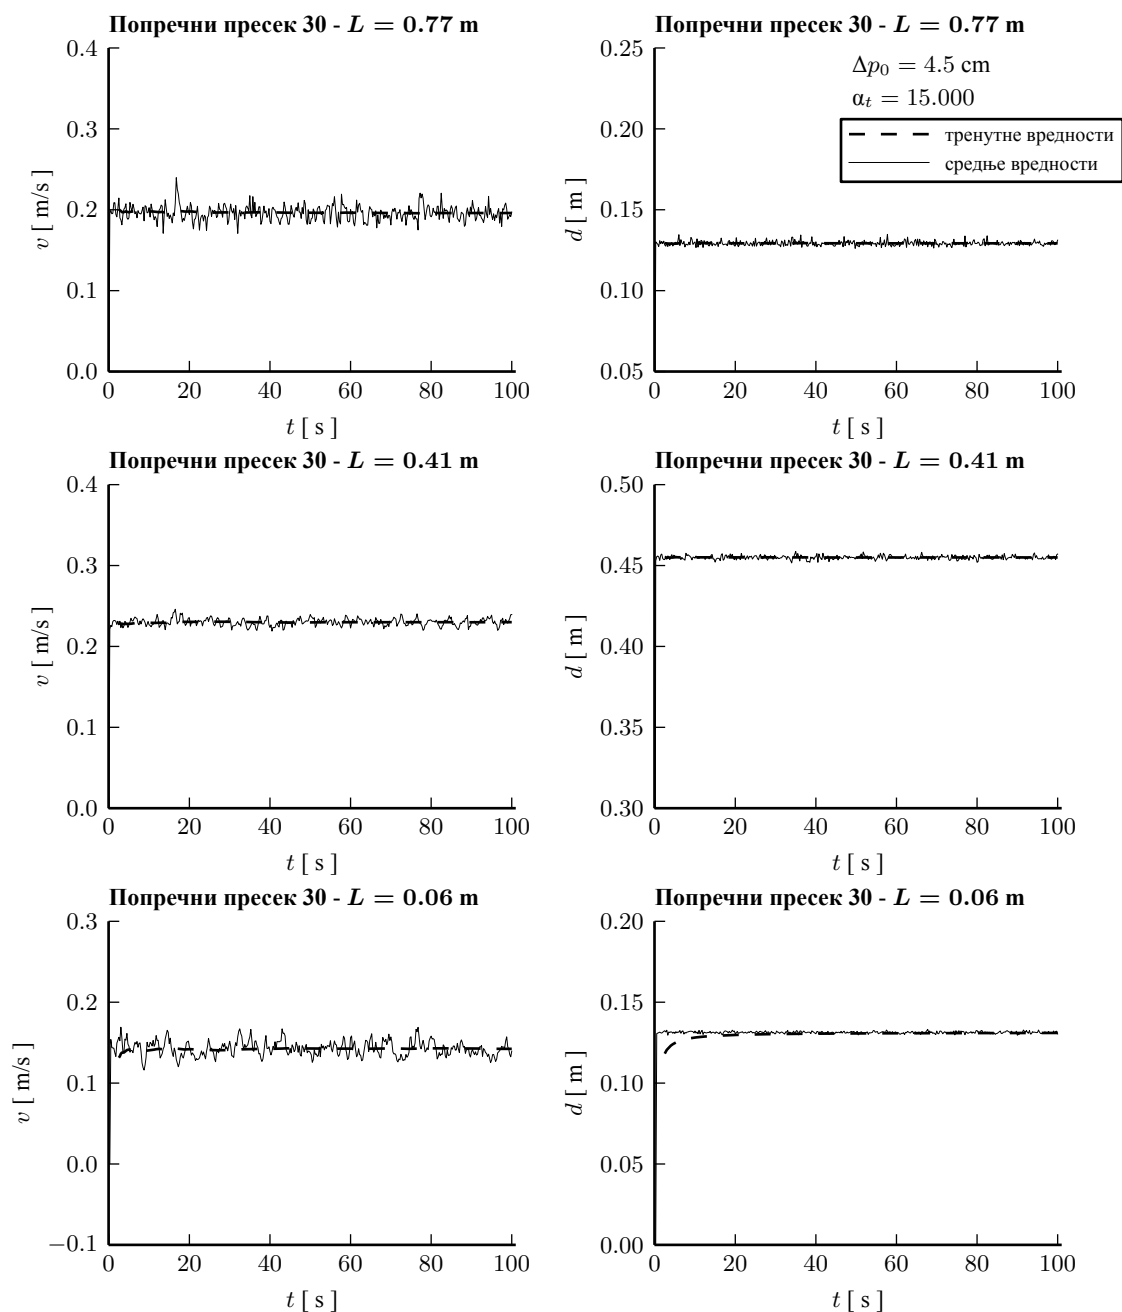 Попречни пресек 30 - L = 0.77 m
0.4
0.3
0.2
0.1
0.0
v [ m/s ]
0 20 40 60 80 100
t [ s ]
Попречни пресек 30 - L = 0.77 m
Δp₀ = 4.5 cm
α_t = 15.000
тренутне вредности
средње вредности
0.25
0.20
0.15
0.10
0.05
d [ m ]
0 20 40 60 80 100
t [ s ]
Попречни пресек 30 - L = 0.41 m
0.4
0.3
0.2
0.1
0.0
v [ m/s ]
0 20 40 60 80 100
t [ s ]
Попречни пресек 30 - L = 0.41 m
0.50
0.45
0.40
0.35
0.30
d [ m ]
0 20 40 60 80 100
t [ s ]
Попречни пресек 30 - L = 0.06 m
0.3
0.2
0.1
0.0
−0.1
v [ m/s ]
0 20 40 60 80 100
t [ s ]
Попречни пресек 30 - L = 0.06 m
0.20
0.15
0.10
0.05
0.00
d [ m ]
0 20 40 60 80 100
t [ s ]